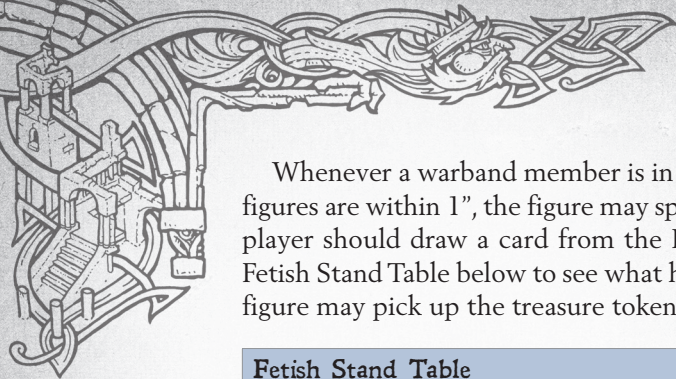 Whenever a warband member is in
figures are within 1”, the figure may
player should draw a card from the
Fetish Stand Table below to see what
figure may pick up the treasure token
Fetish Stand Table